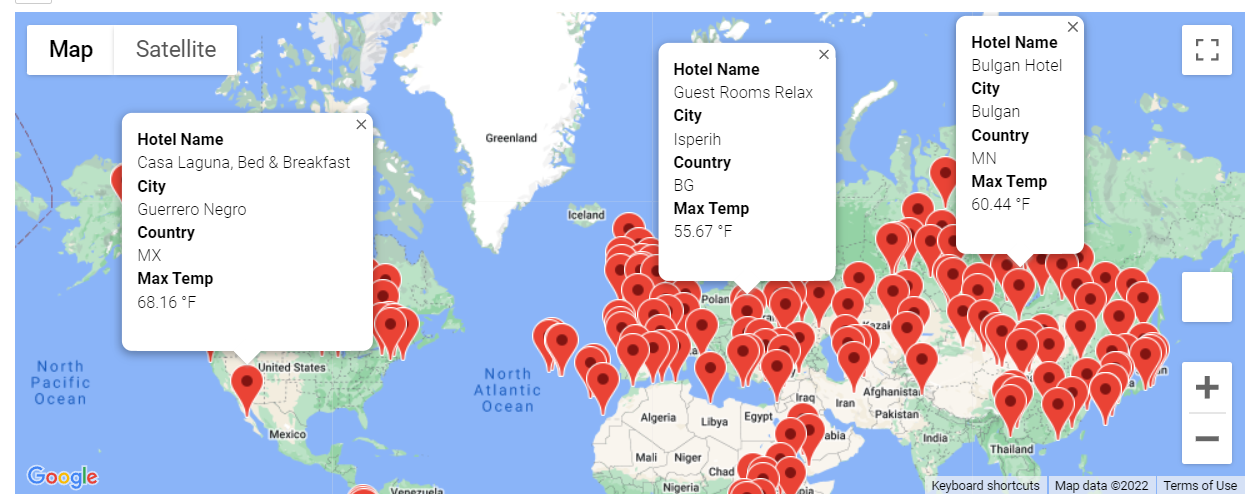 Map
Satellite
Hotel Name
Casa Laguna, Bed & Breakfast
City
Guerrero Negro
Country
MX
Max Temp
68.16 °F
Hotel Name
Guest Rooms Relax
City
Isperih
Country
BG
Max Temp
55.67 °F
Hotel Name
Bulgan Hotel
City
Bulgan
Country
MN
Max Temp
60.44 °F
Greenland
Iceland
North
Pacific
Ocean
United States
Mexico
Venezuela
North
Atlantic
Ocean
Algeria
Libya
Egypt
Mali
Niger
Chad
Nigeria
Iraq
Iran
Afghanistan
Pakistan
India
Thailand
Google
Keyboard shortcuts
Map data ©2022
Terms of Use